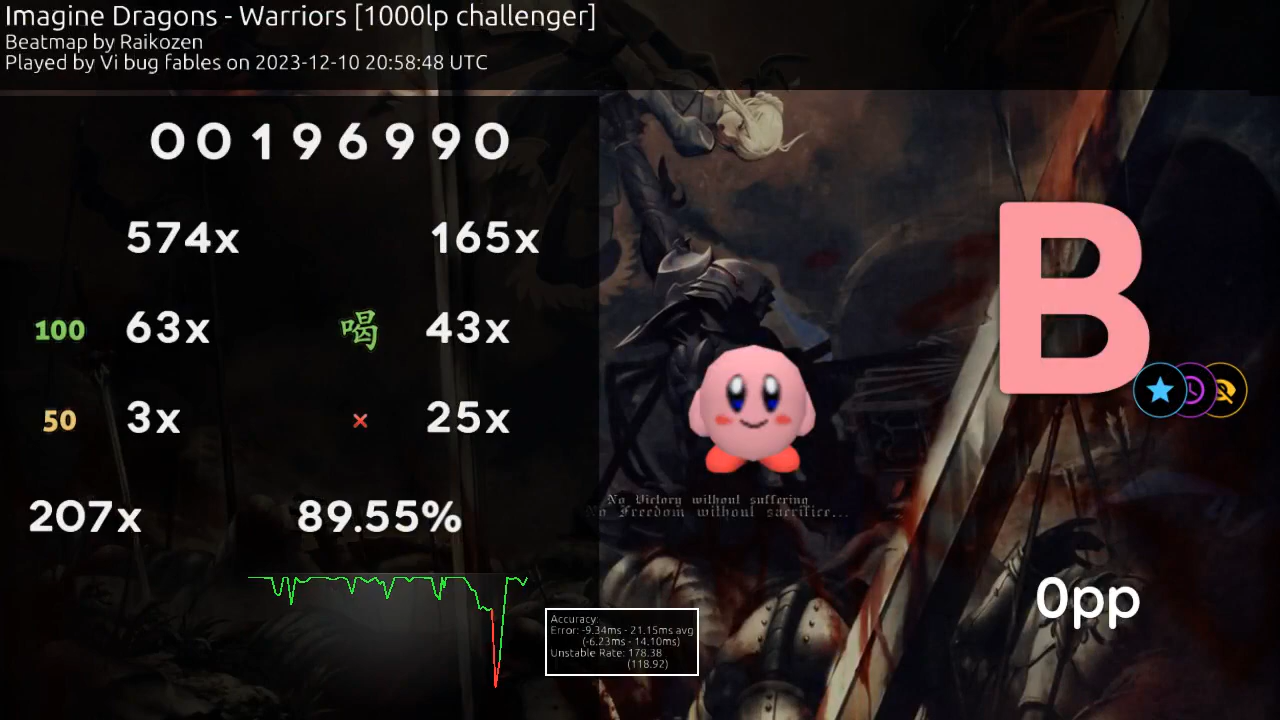 Imagine Dragons - Warriors [1000lp challenger]
Beatmap by Raikozen
Played by Vi bug fables on 2023-12-10 20:58:48 UTC
00196990
574x 165x
100 63x 喝 43x
50 3x × 25x
207x 89.55%
B
No Victory without suffering
No Freedom without sacrifice...
0pp
Accuracy:
Error: -9.34ms - 21.15ms avg
(-6.23ms - 14.10ms)
Unstable Rate: 178.38
(118.92)